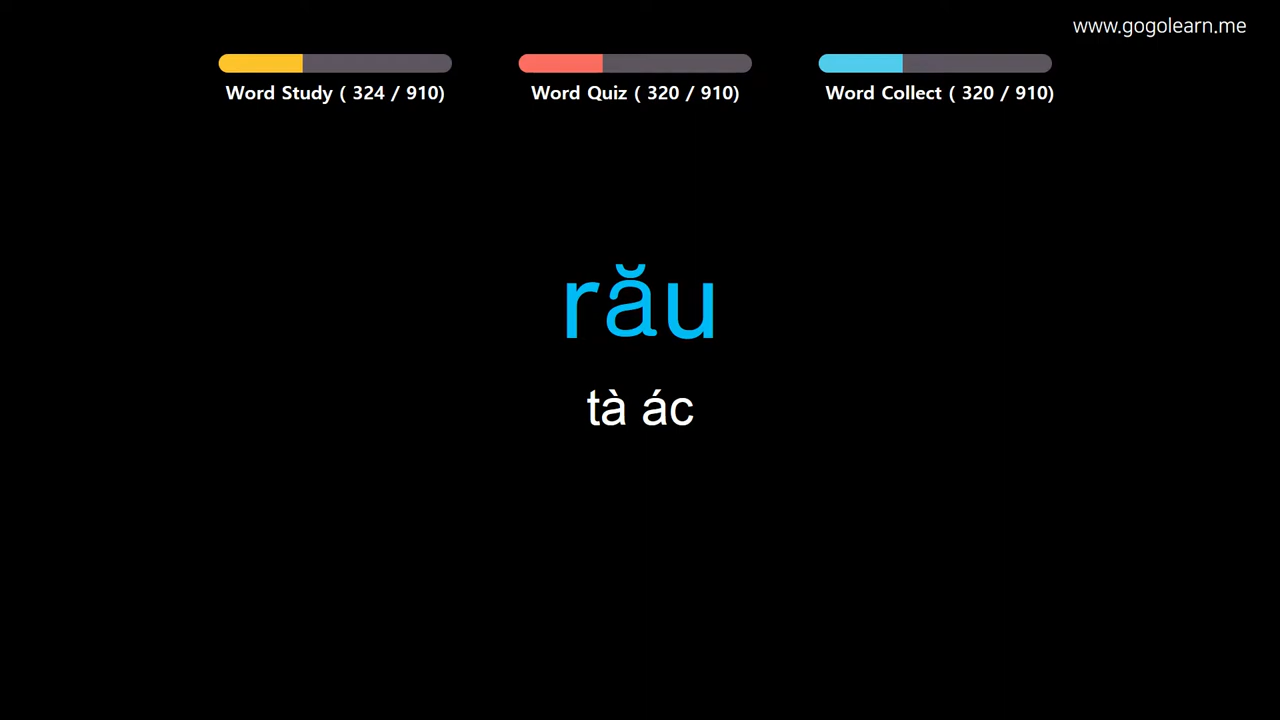 www.gogolearn.me
Word Study ( 324 / 910)
Word Quiz ( 320 / 910)
Word Collect ( 320 / 910)
rău
tà ác